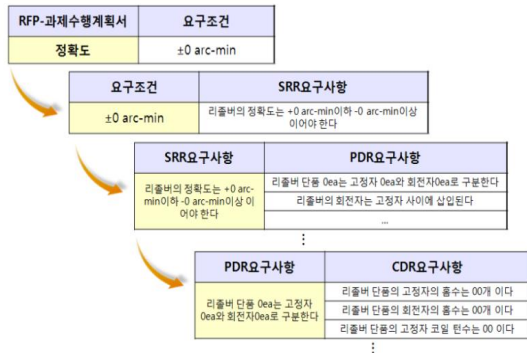 RFP-과제수행계획서 요구조건
정확도 ±0 arc-min
요구조건 SRR요구사항
±0 arc-min 리졸버의 정확도는 +0 arc-min이하 -0 arc-min이상
이어야 한다
SRR요구사항 PDR요구사항
리졸버의 정확도는 +0 arc-
min이하 -0 arc-min이상 이
어야 한다
리졸버 단품 0ea는 고정자 0ea와 회전자0ea로 구분한다
리졸버의 회전자는 고정자 사이에 삽입된다
...
⋮
PDR요구사항 CDR요구사항
리졸버 단품 0ea는 고정자
0ea와 회전자0ea로 구분한다
리졸버 단품의 고정자의 홈수는 00개 이다
리졸버 단품의 회전자의 홈수는 00개 이다
리졸버 단품의 고정자 코일 턴수는 00 이다
⋮